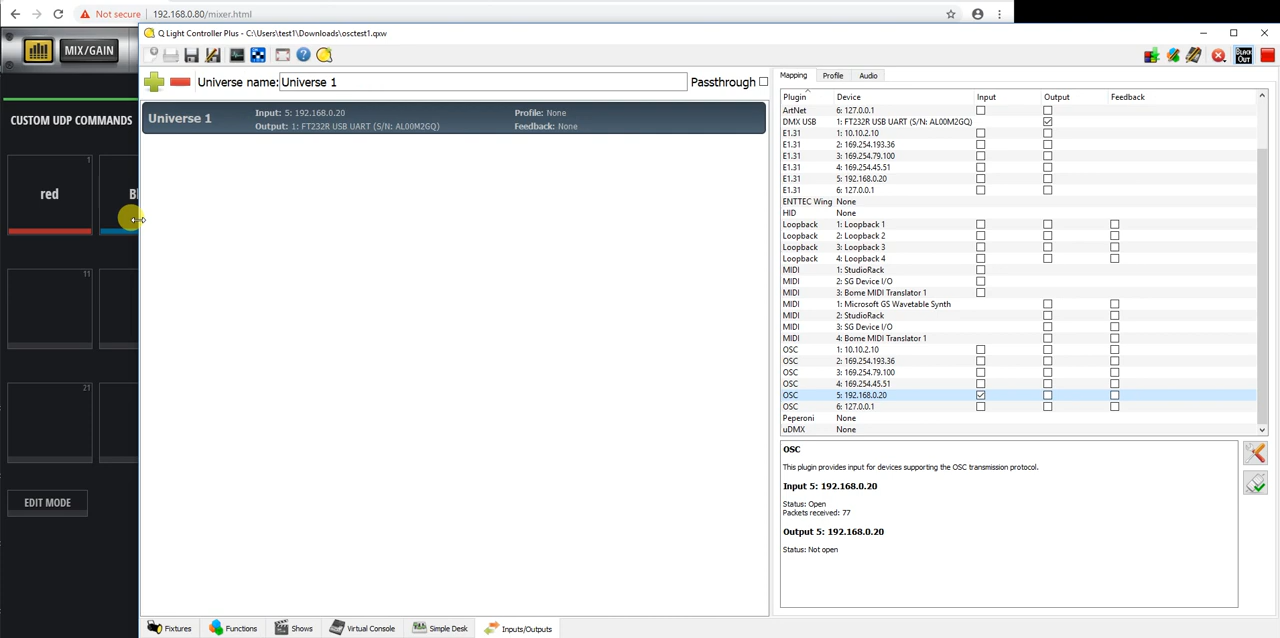 Not secure | 192.168.0.80/mixer.html
Q Light Controller Plus - C:\Users\test1\Downloads\osctest1.qxw
MIX/GAIN
BLACK
OUT
Universe name: Universe 1 Passthrough
Universe 1
Input: 5: 192.168.0.20 Profile: None
Output: 1: FT232R USB UART (S/N: AL00M2GQ) Feedback: None
CUSTOM UDP COMMANDS
1
red
Bl
11
21
EDIT MODE
Mapping Profile Audio
Plugin Device Input Output Feedback
ArtNet 6: 127.0.0.1
DMX USB 1: FT232R USB UART (S/N: AL00M2GQ)
E1.31 1: 10.10.2.10
E1.31 2: 169.254.193.36
E1.31 3: 169.254.79.100
E1.31 4: 169.254.45.51
E1.31 5: 192.168.0.20
E1.31 6: 127.0.0.1
ENTTEC Wing None
HID None
Loopback 1: Loopback 1
Loopback 2: Loopback 2
Loopback 3: Loopback 3
Loopback 4: Loopback 4
MIDI 1: StudioRack
MIDI 2: SG Device I/O
MIDI 3: Bome MIDI Translator 1
MIDI 1: Microsoft GS Wavetable Synth
MIDI 2: StudioRack
MIDI 3: SG Device I/O
MIDI 4: Bome MIDI Translator 1
OSC 1: 10.10.2.10
OSC 2: 169.254.193.36
OSC 3: 169.254.79.100
OSC 4: 169.254.45.51
OSC 5: 192.168.0.20
OSC 6: 127.0.0.1
Peperoni None
uDMX None
OSC
This plugin provides input for devices supporting the OSC transmission protocol.
Input 5: 192.168.0.20
Status: Open
Packets received: 77
Output 5: 192.168.0.20
Status: Not open
Fixtures Functions Shows Virtual Console Simple Desk Inputs/Outputs